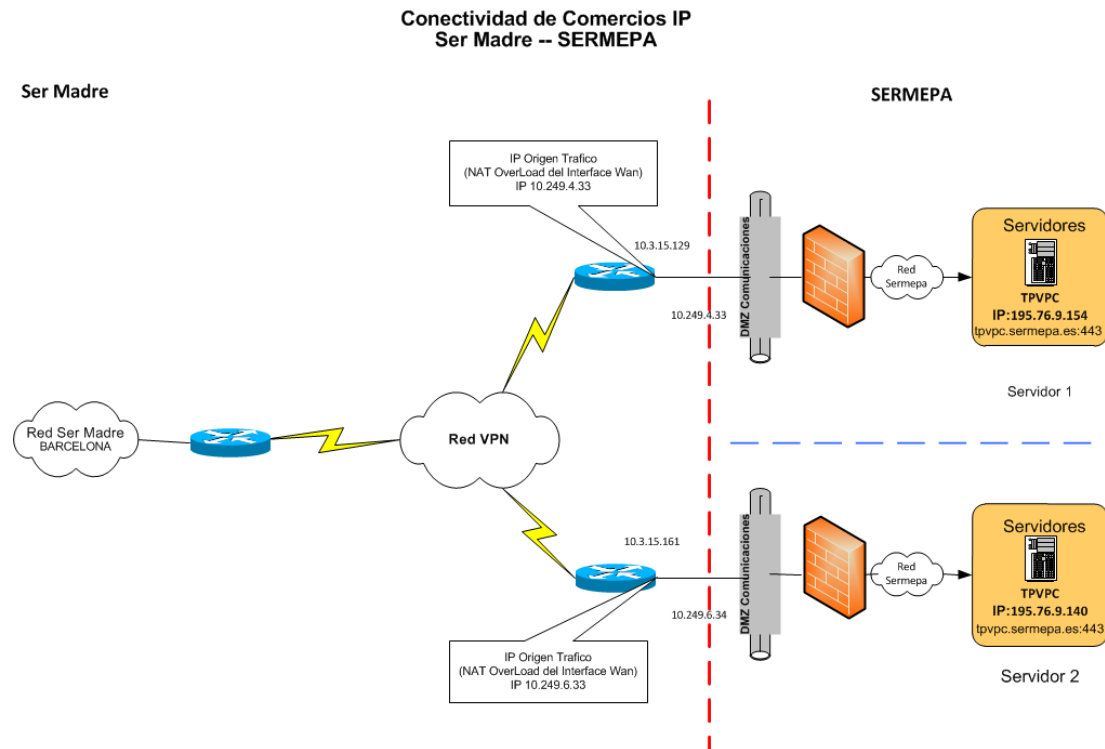 Conectividad de Comercios IP
Ser Madre -- SERMEPA
Ser Madre
SERMEPA
IP Origen Trafico
(NAT OverLoad del Interface Wan)
IP 10.249.4.33
10.3.15.129
10.249.4.33
DMZ Comunicaciones
Red
Sermepa
Servidores
TPVPC
IP:195.76.9.154
tpvpc.sermepa.es:443
Servidor 1
Red Ser Madre
BARCELONA
Red VPN
10.3.15.161
10.249.6.34
DMZ Comunicaciones
Red
Sermepa
Servidores
TPVPC
IP:195.76.9.140
tpvpc.sermepa.es:443
Servidor 2
IP Origen Trafico
(NAT OverLoad del Interface Wan)
IP 10.249.6.33